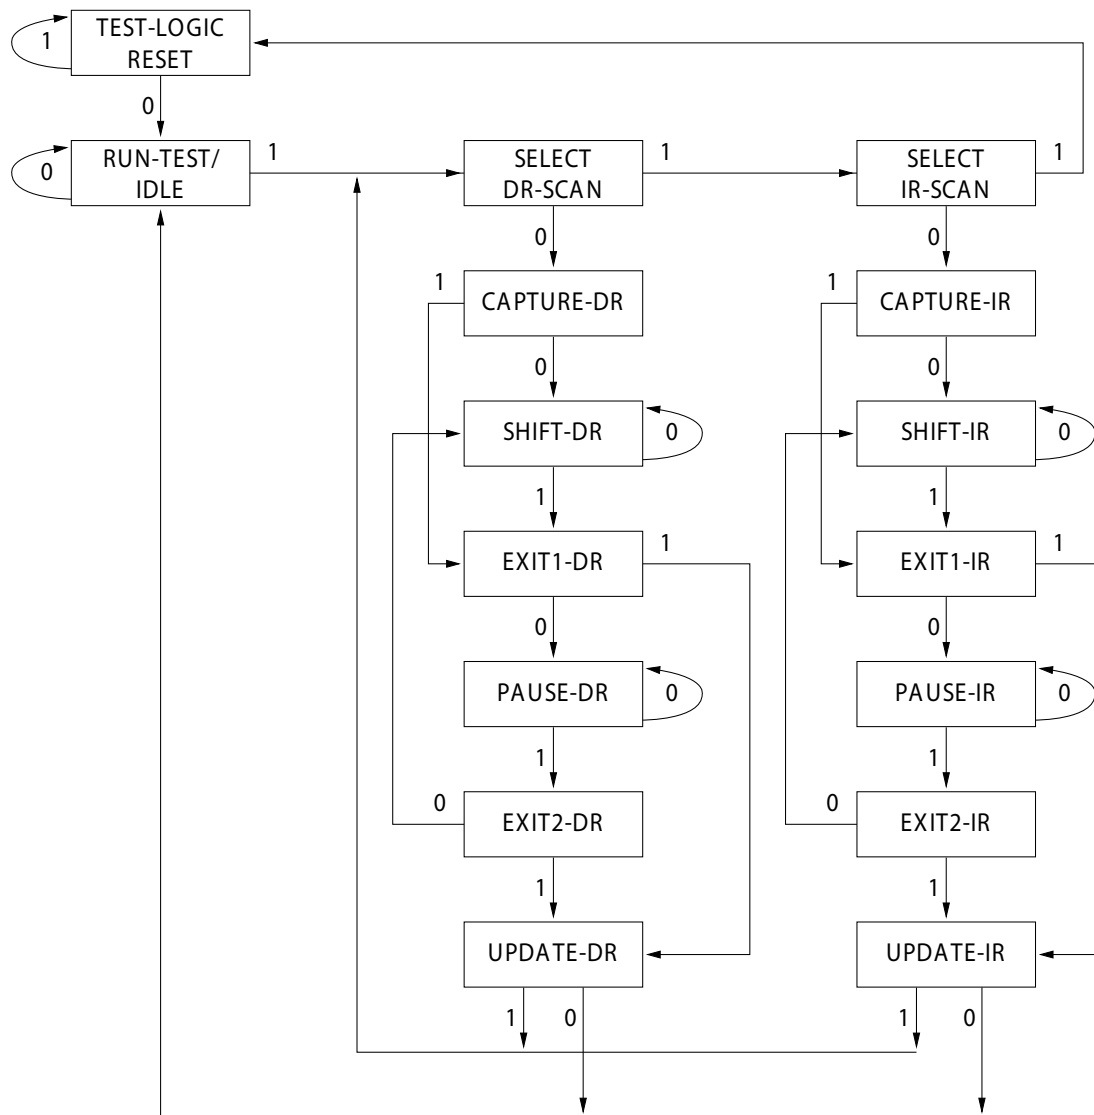 TEST-LOGIC
RESET
1
0
RUN-TEST/
IDLE
0
1
SELECT
DR-SCAN
1
SELECT
IR-SCAN
1
0
0
1
CAPTURE-DR
1
CAPTURE-IR
0
0
SHIFT-DR
0
SHIFT-IR
0
1
1
EXIT1-DR
1
EXIT1-IR
1
0
0
PAUSE-DR
0
PAUSE-IR
0
1
1
0
EXIT2-DR
0
EXIT2-IR
1
1
UPDATE-DR
UPDATE-IR
1
0
1
0